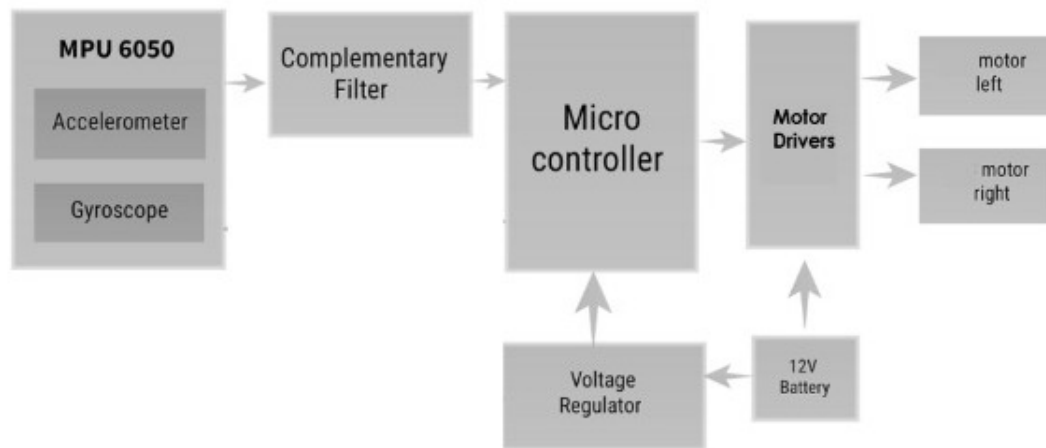 MPU 6050
Accelerometer
Gyroscope
Complementary
Filter
Micro
controller
Motor
Drivers
motor
left
motor
right
Voltage
Regulator
12V
Battery